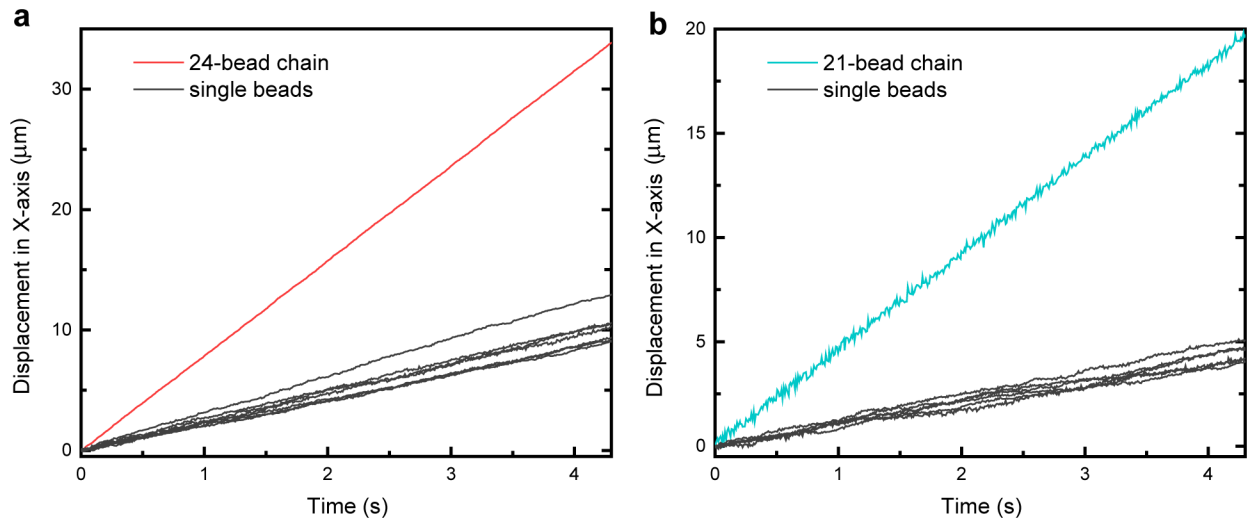 a
24-bead chain
single beads
Displacement in X-axis (μm)
30
20
10
0
0
1
2
3
4
Time (s)
b
21-bead chain
single beads
Displacement in X-axis (μm)
20
15
10
5
0
0
1
2
3
4
Time (s)